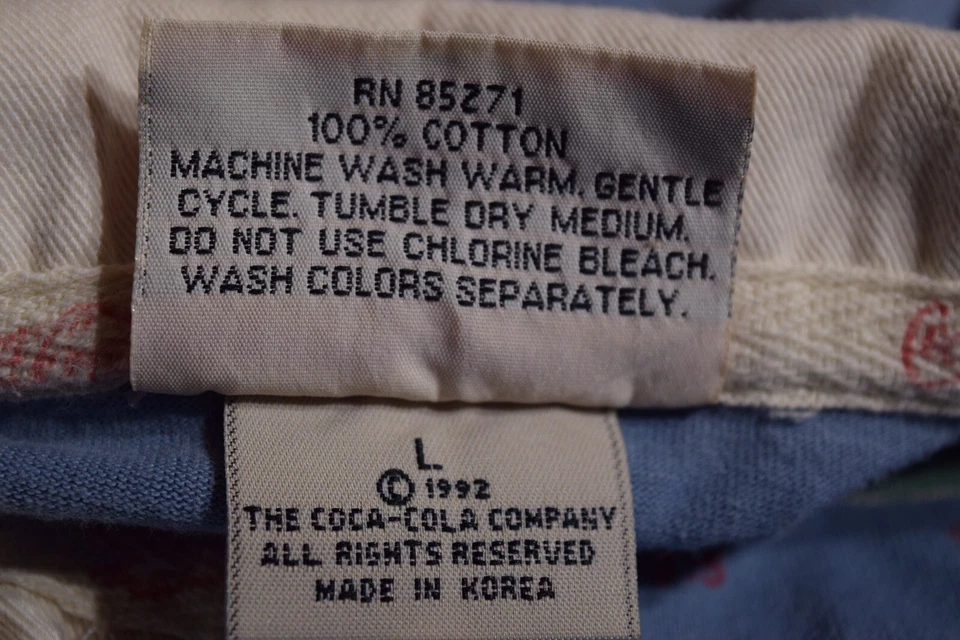 RN 85271
100% COTTON
MACHINE WASH WARM. GENTLE
CYCLE. TUMBLE DRY MEDIUM.
DO NOT USE CHLORINE BLEACH.
WASH COLORS SEPARATELY.
L.
© 1992
THE COCA-COLA COMPANY
ALL RIGHTS RESERVED
MADE IN KOREA